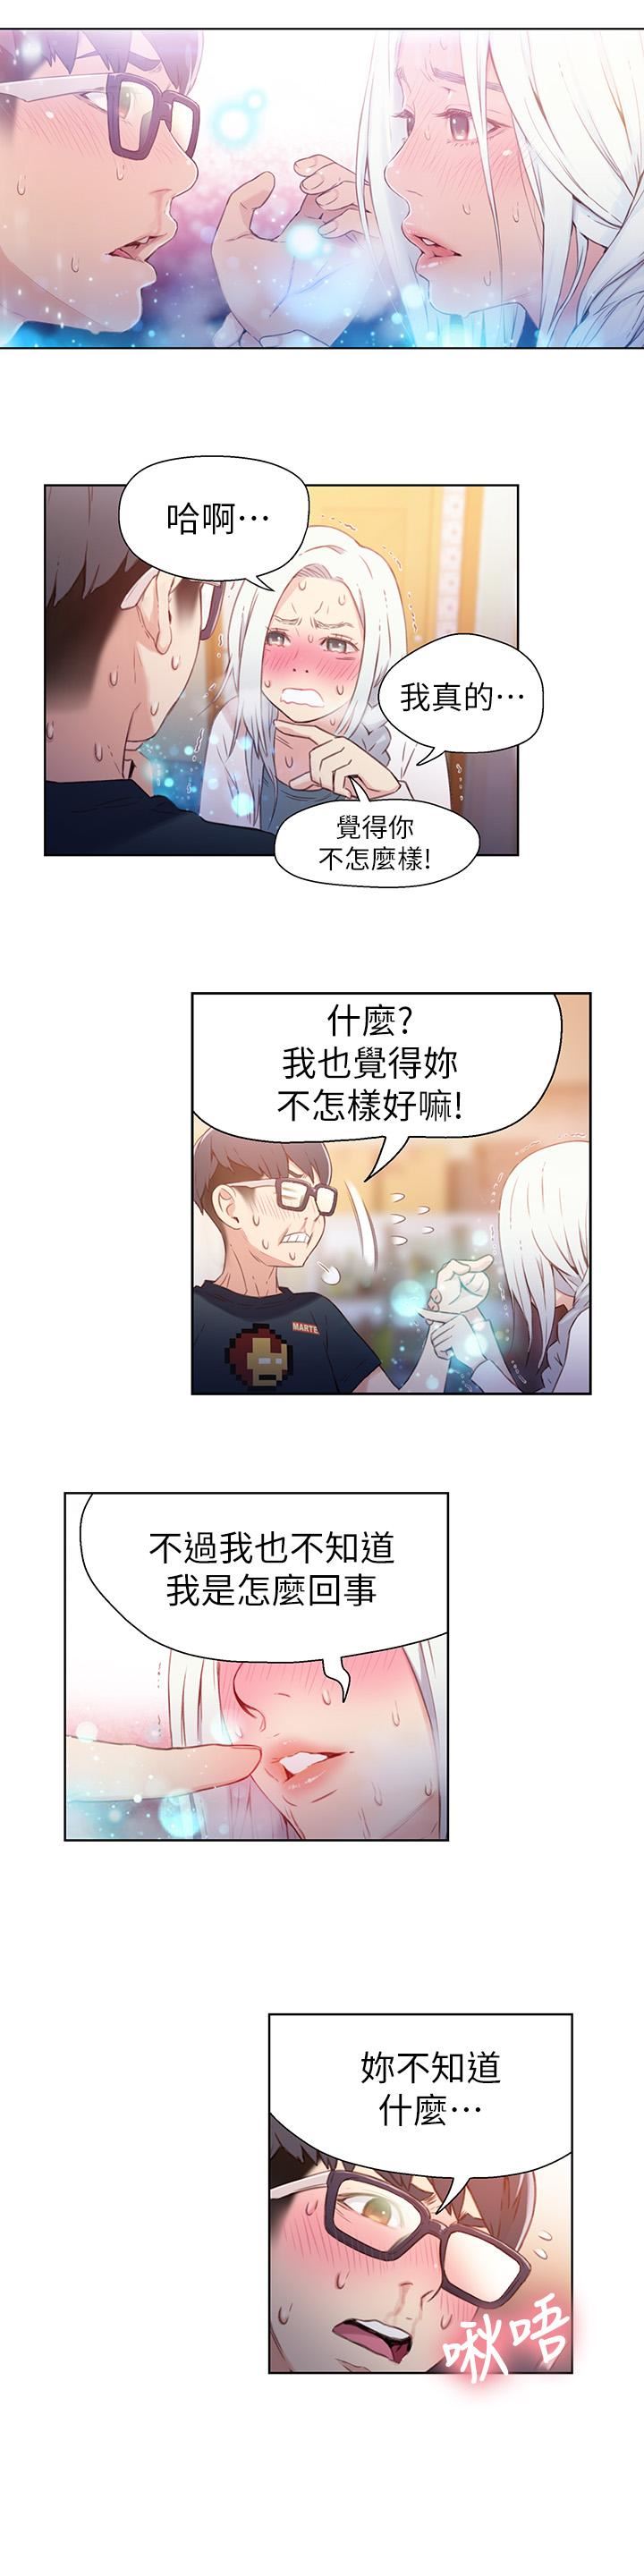 哈啊…
我真的…
覺得你
不怎麼樣!
什麼?
我也覺得妳
不怎樣好嘛!
MARTE
不過我也不知道
我是怎麼回事
妳不知道
什麼…
啾唔